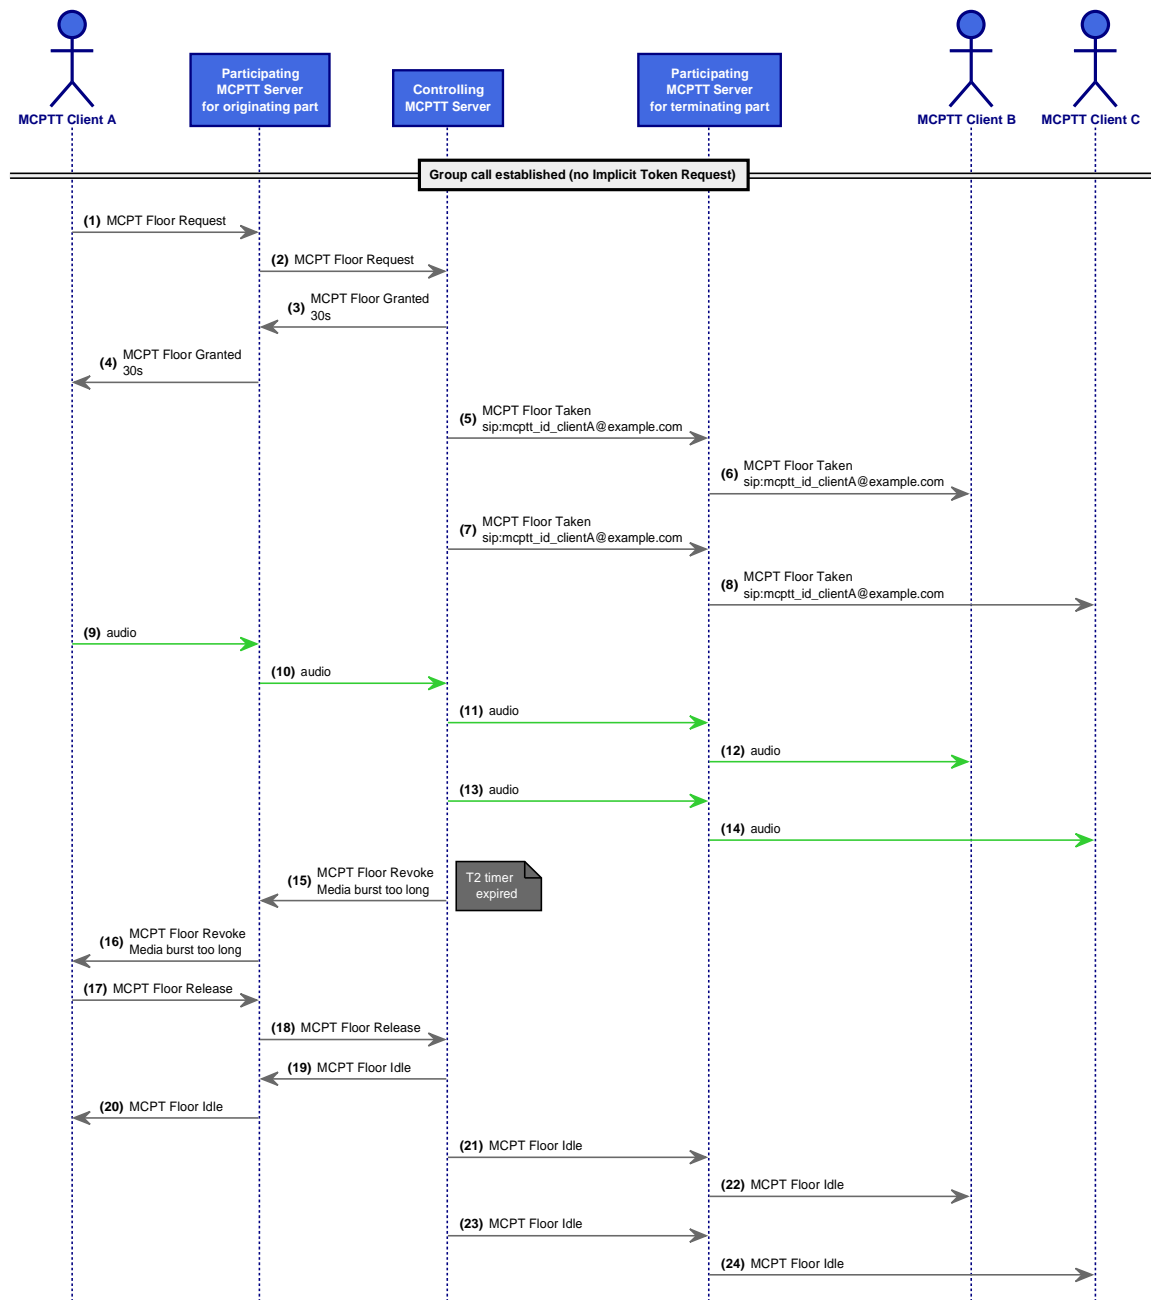 MCPTT Client A
Participating
MCPTT Server
for originating part
Controlling
MCPTT Server
Participating
MCPTT Server
for terminating part
MCPTT Client B
MCPTT Client C
Group call established (no Implicit Token Request)
(1) MCPT Floor Request
(2) MCPT Floor Request
(3) MCPT Floor Granted
30s
(4) MCPT Floor Granted
30s
(5) MCPT Floor Taken
sip:mcptt_id_clientA@example.com
(6) MCPT Floor Taken
sip:mcptt_id_clientA@example.com
(7) MCPT Floor Taken
sip:mcptt_id_clientA@example.com
(8) MCPT Floor Taken
sip:mcptt_id_clientA@example.com
(9) audio
(10) audio
(11) audio
(12) audio
(13) audio
(14) audio
(15) MCPT Floor Revoke
Media burst too long
T2 timer
expired
(16) MCPT Floor Revoke
Media burst too long
(17) MCPT Floor Release
(18) MCPT Floor Release
(19) MCPT Floor Idle
(20) MCPT Floor Idle
(21) MCPT Floor Idle
(22) MCPT Floor Idle
(23) MCPT Floor Idle
(24) MCPT Floor Idle